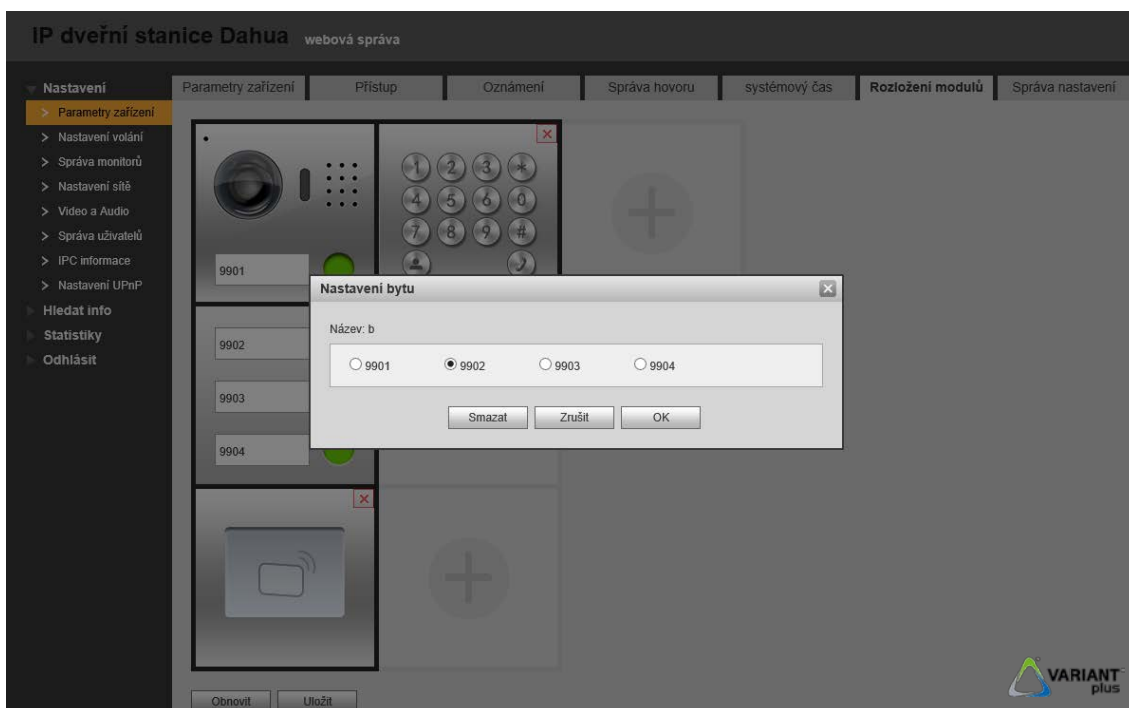 IP dveřní stanice Dahua webová správa
Nastavení
> Parametry zařízení
> Nastavení volání
> Správa monitorů
> Nastavení sítě
> Video a Audio
> Správa uživatelů
> IPC informace
> Nastavení UPnP
Hledat info
Statistiky
Odhlásit
Parametry zařízení Přístup Oznámení Správa hovoru systémový čas Rozložení modulů Správa nastavení
1 2 3 *
4 5 6 0
7 8 9 #
9901
9902
9903
9904
Nastavení bytu
Název: b
9901 9902 9903 9904
Smazat Zrušit OK
Obnovit Uložit
VARIANT
plus